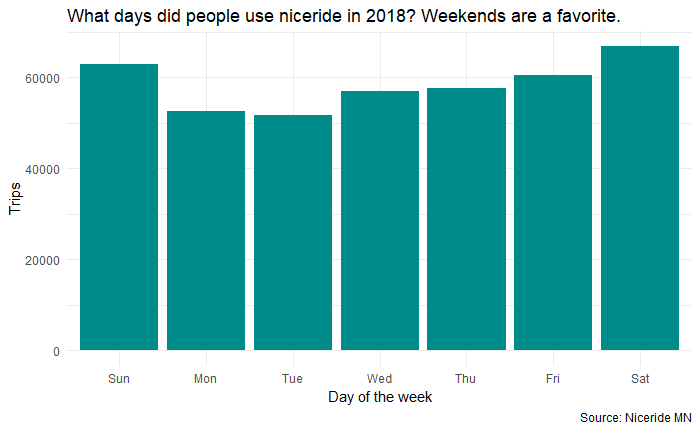 What days did people use niceride in 2018? Weekends are a favorite.
60000
40000
20000
0
Trips
Sun Mon Tue Wed Thu Fri Sat
Day of the week
Source: Niceride MN